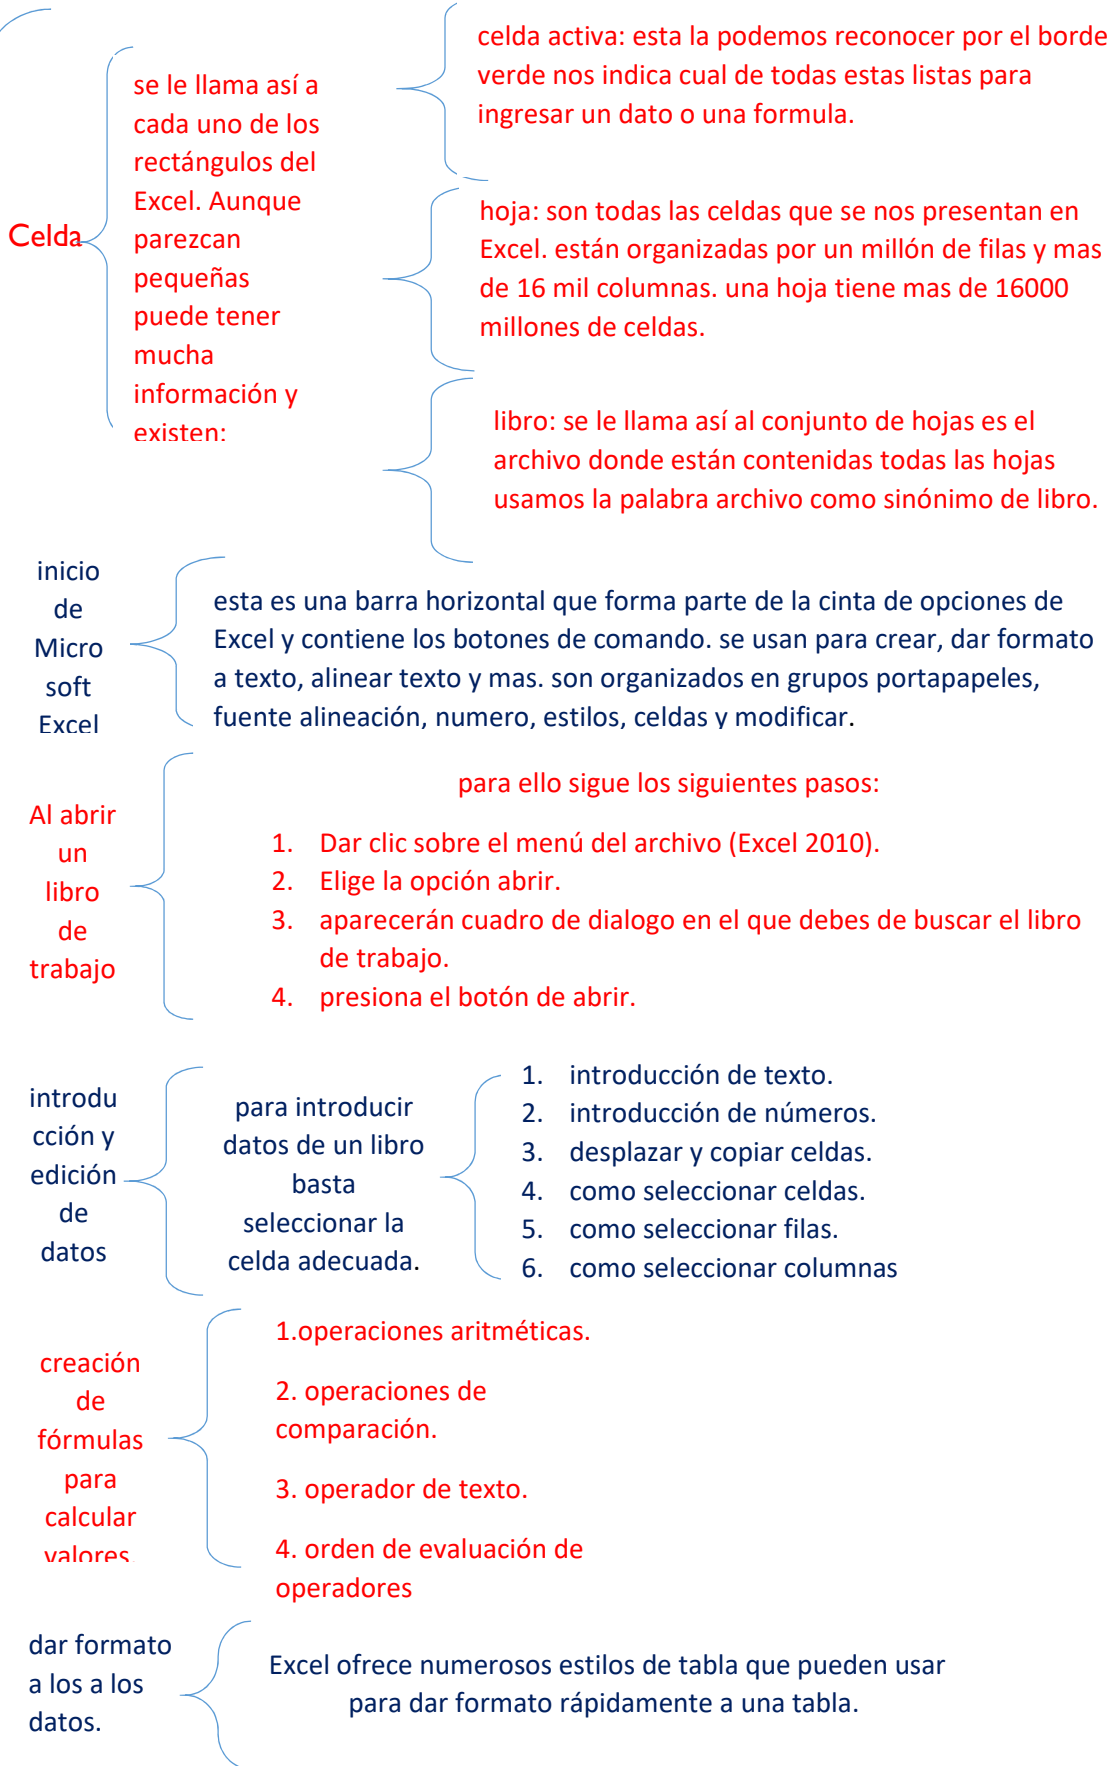 Celda
se le llama así a
cada uno de los
rectángulos del
Excel. Aunque
parezcan
pequeñas
puede tener
mucha
información y
existen:
celda activa: esta la podemos reconocer por el borde
verde nos indica cual de todas estas listas para
ingresar un dato o una formula.
hoja: son todas las celdas que se nos presentan en
Excel. están organizadas por un millón de filas y mas
de 16 mil columnas. una hoja tiene mas de 16000
millones de celdas.
libro: se le llama así al conjunto de hojas es el
archivo donde están contenidas todas las hojas
usamos la palabra archivo como sinónimo de libro.
inicio
de
Micro
soft
Excel
esta es una barra horizontal que forma parte de la cinta de opciones de
Excel y contiene los botones de comando. se usan para crear, dar formato
a texto, alinear texto y mas. son organizados en grupos portapapeles,
fuente alineación, numero, estilos, celdas y modificar.
Al abrir
un
libro
de
trabajo
para ello sigue los siguientes pasos:
1. Dar clic sobre el menú del archivo (Excel 2010).
2. Elige la opción abrir.
3. aparecerán cuadro de dialogo en el que debes de buscar el libro
de trabajo.
4. presiona el botón de abrir.
introdu
cción y
edición
de
datos
para introducir
datos de un libro
basta
seleccionar la
celda adecuada.
1. introducción de texto.
2. introducción de números.
3. desplazar y copiar celdas.
4. como seleccionar celdas.
5. como seleccionar filas.
6. como seleccionar columnas
creación
de
fórmulas
para
calcular
valores.
1.operaciones aritméticas.
2. operaciones de
comparación.
3. operador de texto.
4. orden de evaluación de
operadores
dar formato
a los a los
datos.
Excel ofrece numerosos estilos de tabla que pueden usar
para dar formato rápidamente a una tabla.